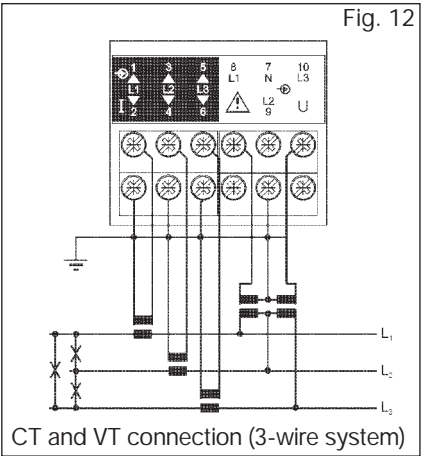 Fig. 12
1 3 5 8 7 10
L1 N L3
L1 L2 L3
L2 U
2 4 6 9
L1
L2
L3
CT and VT connection (3-wire system)